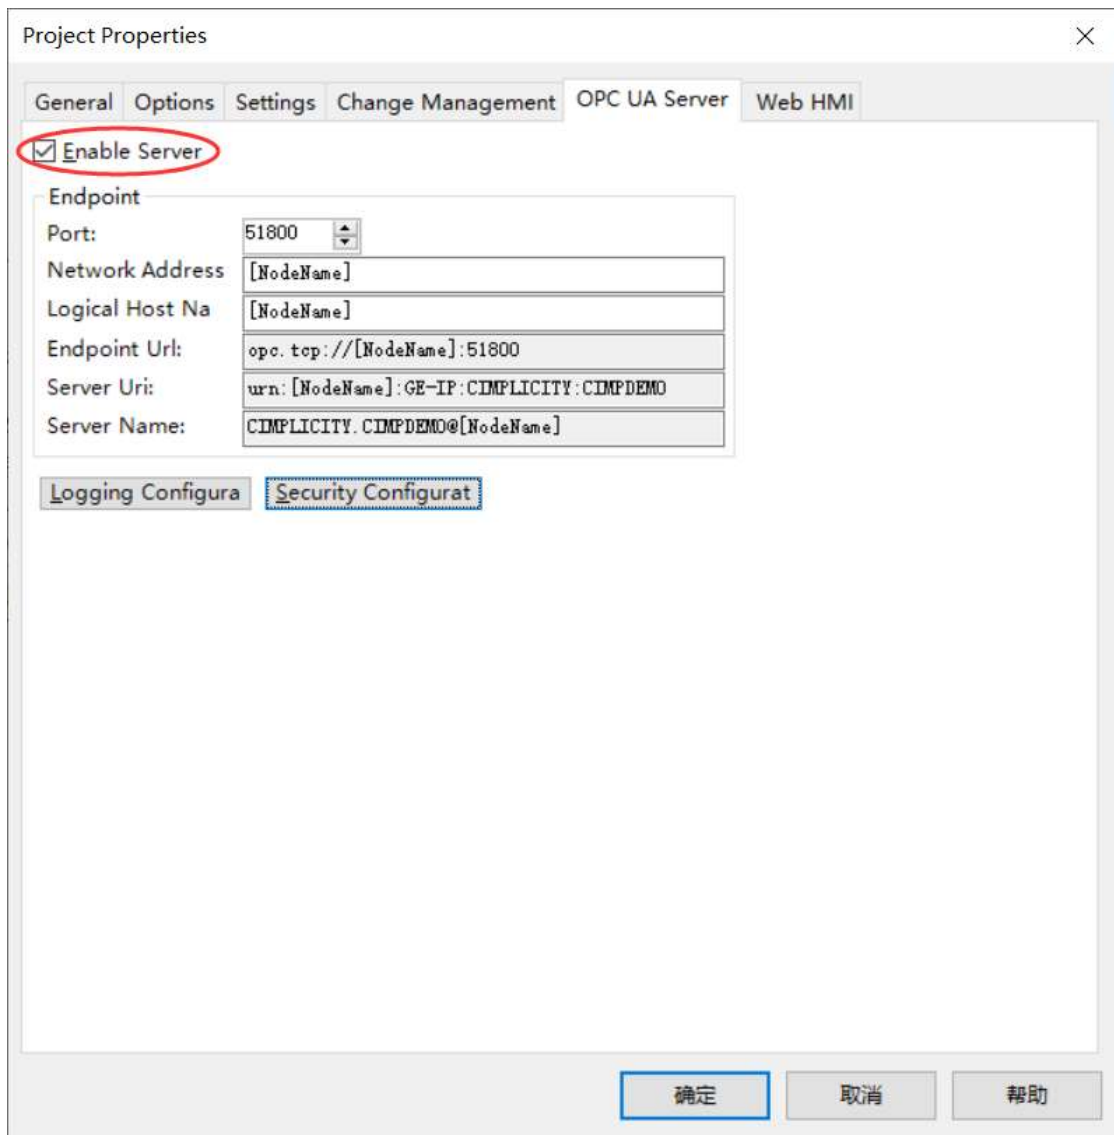 Project Properties
General Options Settings Change Management OPC UA Server Web HMI
Enable Server
Endpoint
Port: 51800
Network Address [NodeName]
Logical Host Na [NodeName]
Endpoint Url: opc.tcp://[NodeName]:51800
Server Uri: urn:[NodeName]:GE-IP:CIMPLICITY:CIMPDEMO
Server Name: CIMPLICITY.CIMPDEMO@[NodeName]
Logging Configura Security Configurat
确定 取消 帮助